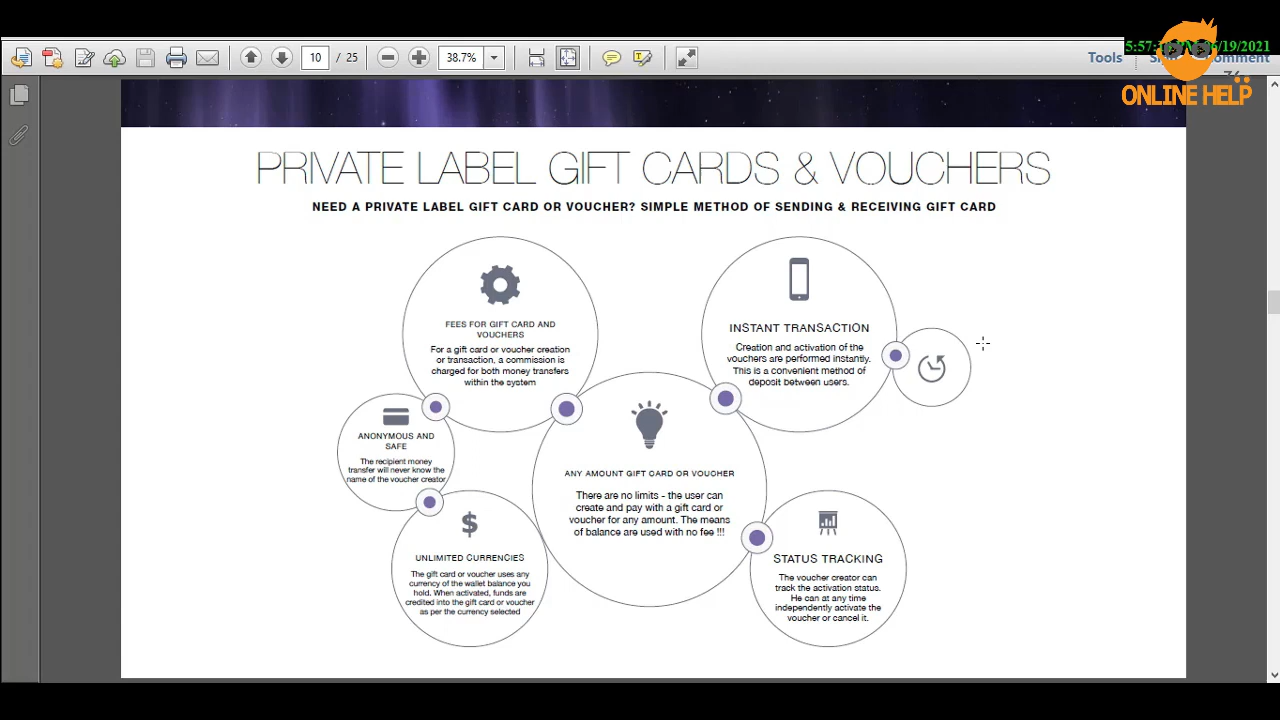 10 / 25
38.7%
Tools
Comment
ONLINE HELP
PRIVATE LABEL GIFT CARDS & VOUCHERS
NEED A PRIVATE LABEL GIFT CARD OR VOUCHER? SIMPLE METHOD OF SENDING & RECEIVING GIFT CARD
FEES FOR GIFT CARD AND
VOUCHERS
For a gift card or voucher creation
or transaction, a commission is
charged for both money transfers
within the system
INSTANT TRANSACTION
Creation and activation of the
vouchers are performed instantly.
This is a convenient method of
deposit between users.
ANONYMOUS AND
SAFE
The recipient money
transfer will never know the
name of the voucher creator
ANY AMOUNT GIFT CARD OR VOUCHER
There are no limits - the user can
create and pay with a gift card or
voucher for any amount. The means
of balance are used with no fee !!!
$
UNLIMITED CURRENCIES
The gift card or voucher uses any
currency of the wallet balance you
hold. When activated, funds are
credited into the gift card or voucher
as per the currency selected
STATUS TRACKING
The voucher creator can
track the activation status.
He can at any time
independently activate the
voucher or cancel it.